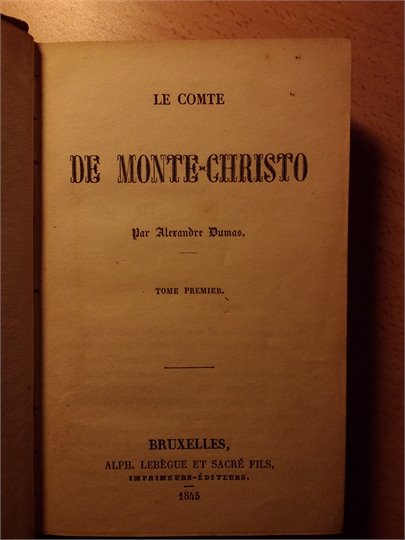 LE COMTE
DE MONTE-CHRISTO
Par Alexandre Dumas.
TOME PREMIER.
BRUXELLES,
ALPH. LEBÈGUE ET SACRÉ FILS,
IMPRIMEURS-ÉDITEURS.
1845